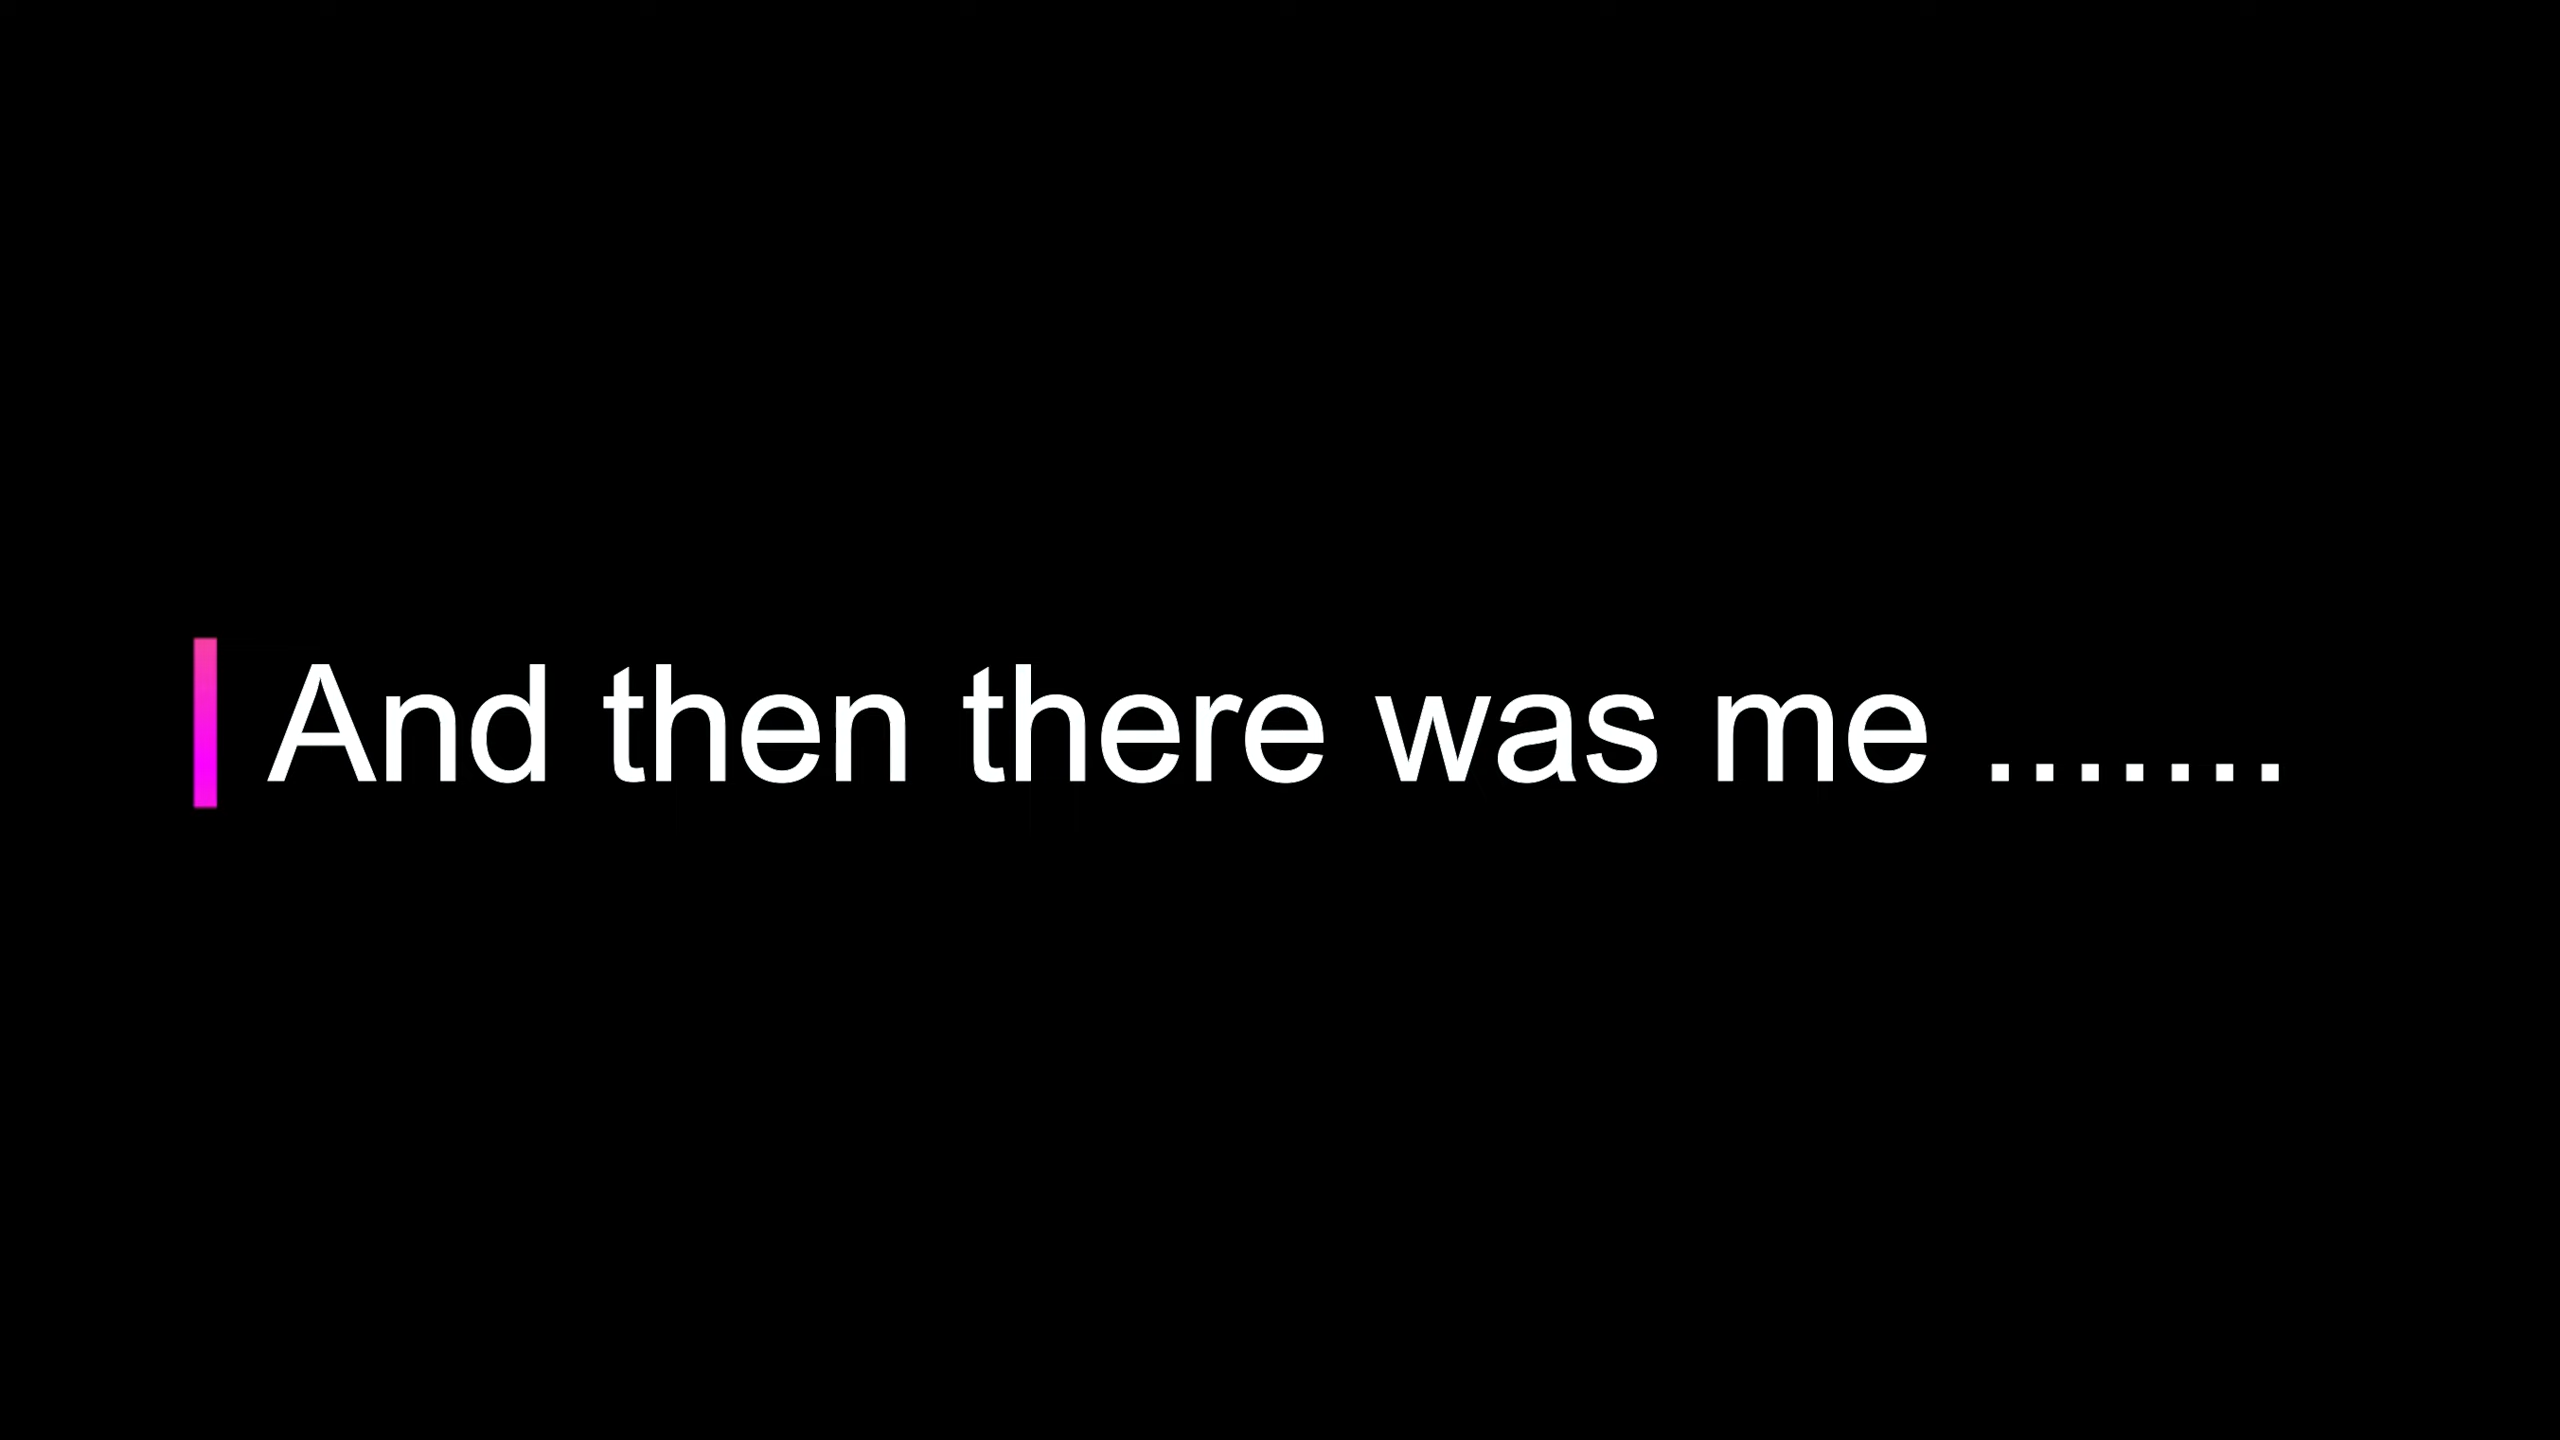 And then there was me .......